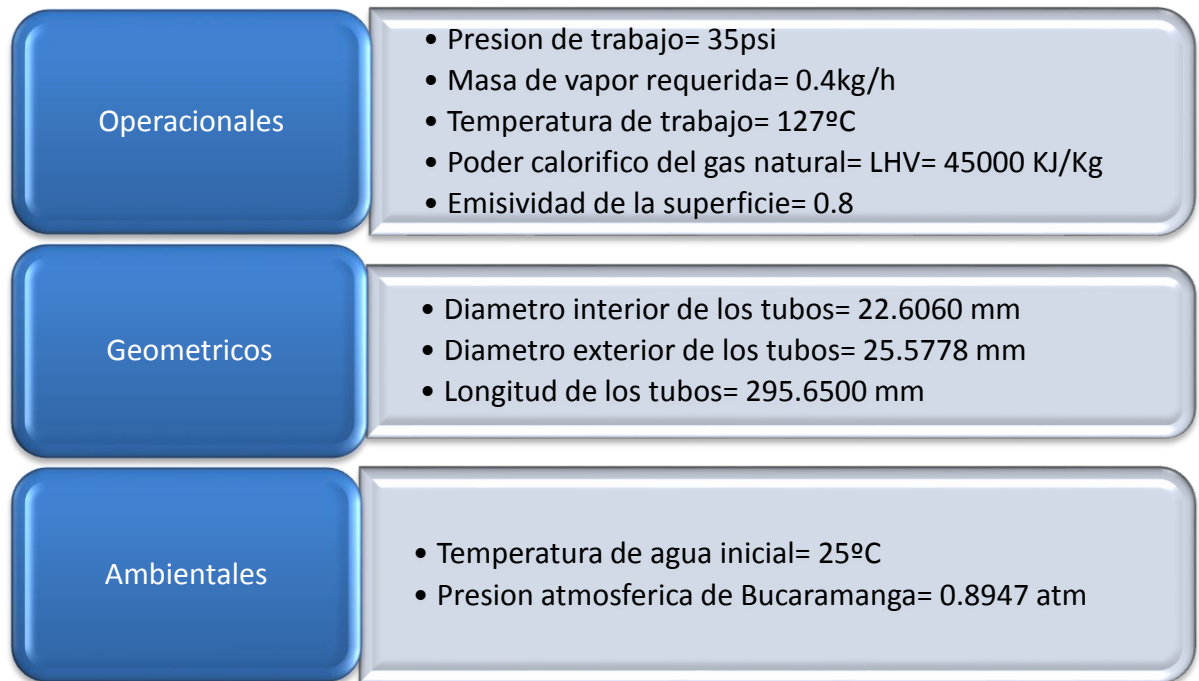 Operacionales
• Presion de trabajo= 35psi
• Masa de vapor requerida= 0.4kg/h
• Temperatura de trabajo= 127ºC
• Poder calorifico del gas natural= LHV= 45000 KJ/Kg
• Emisividad de la superficie= 0.8
Geometricos
• Diametro interior de los tubos= 22.6060 mm
• Diametro exterior de los tubos= 25.5778 mm
• Longitud de los tubos= 295.6500 mm
Ambientales
• Temperatura de agua inicial= 25ºC
• Presion atmosferica de Bucaramanga= 0.8947 atm